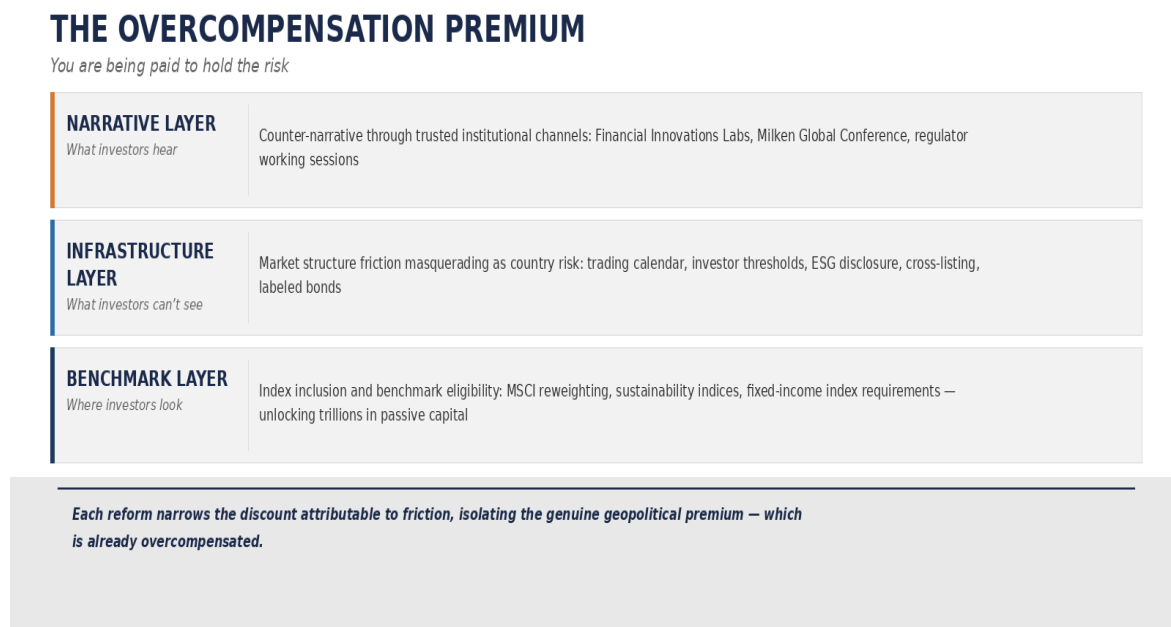 THE OVERCOMPENSATION PREMIUM
You are being paid to hold the risk
NARRATIVE LAYER
What investors hear
Counter-narrative through trusted institutional channels: Financial Innovations Labs, Milken Global Conference, regulator
working sessions
INFRASTRUCTURE
LAYER
What investors can't see
Market structure friction masquerading as country risk: trading calendar, investor thresholds, ESG disclosure, cross-listing,
labeled bonds
BENCHMARK LAYER
Where investors look
Index inclusion and benchmark eligibility: MSCI reweighting, sustainability indices, fixed-income index requirements —
unlocking trillions in passive capital
Each reform narrows the discount attributable to friction, isolating the genuine geopolitical premium — which
is already overcompensated.